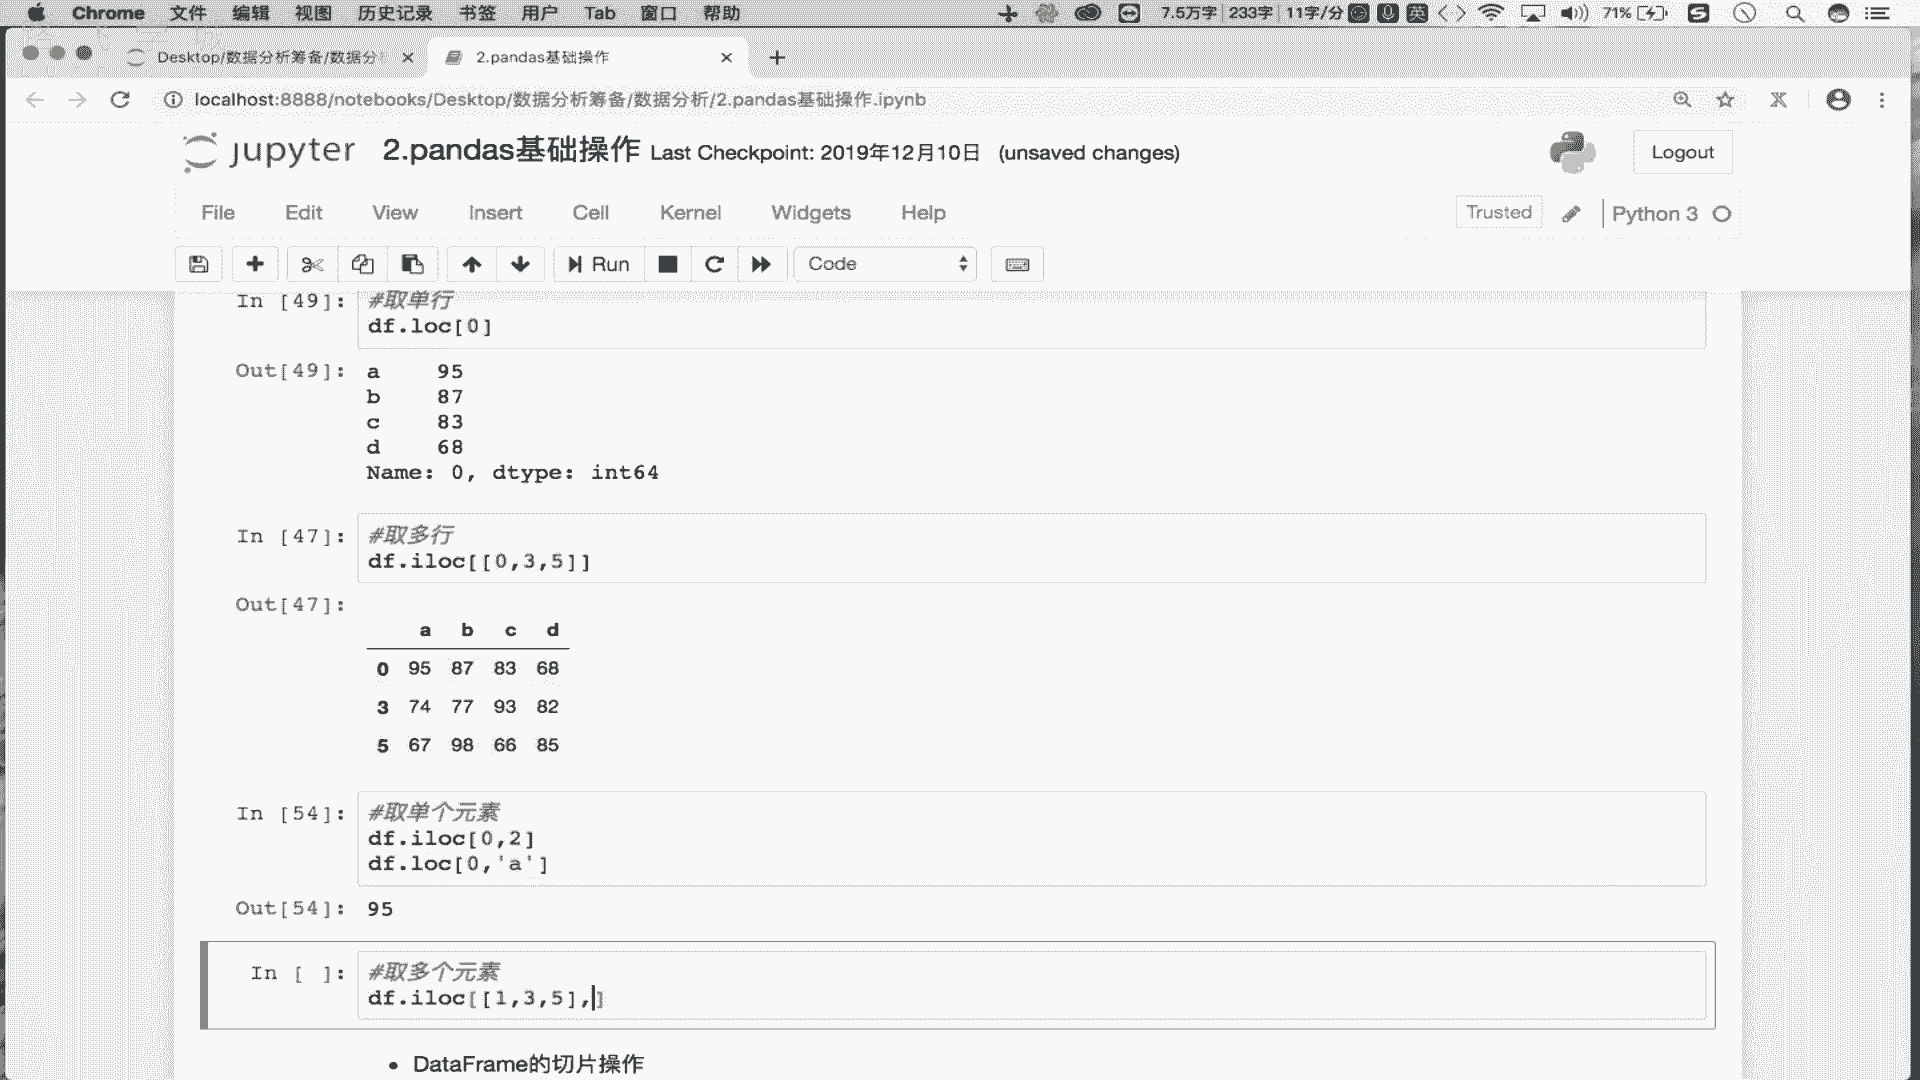 Chrome 文件 编辑 视图 历史记录 书签 用户 Tab 窗口 帮助 7.5万字 233字 11字/分 英 71%
Desktop/数据分析筹备/数据分析
2.pandas基础操作
localhost:8888/notebooks/Desktop/数据分析筹备/数据分析/2.pandas基础操作.ipynb
jupyter 2.pandas基础操作 Last Checkpoint: 2019年12月10日 (unsaved changes)
Logout
File Edit View Insert Cell Kernel Widgets Help
Trusted Python 3
Run Code
In [49]: #取单行
df.loc[0]
Out[49]: a 95
b 87
c 83
d 68
Name: 0, dtype: int64
In [47]: #取多行
df.iloc[[0,3,5]]
Out[47]:
a b c d
0 95 87 83 68
3 74 77 93 82
5 67 98 66 85
In [54]: #取单个元素
df.iloc[0,2]
df.loc[0,'a']
Out[54]: 95
In [ ]: #取多个元素
df.iloc[[1,3,5],]
• DataFrame的切片操作